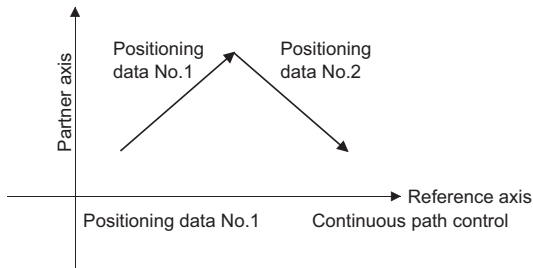 Partner axis
Positioning
data No.1
Positioning
data No.2
Reference axis
Positioning data No.1
Continuous path control